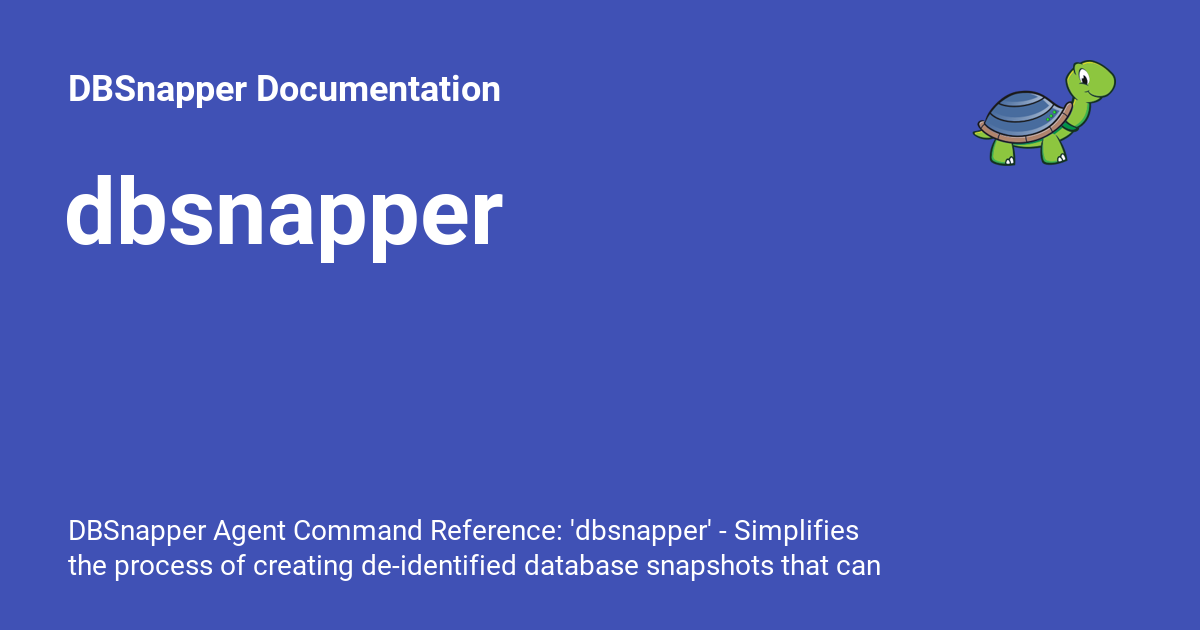 DBSnapper Documentation
dbsnapper
DBSnapper Agent Command Reference: 'dbsnapper' - Simplifies
the process of creating de-identified database snapshots that can